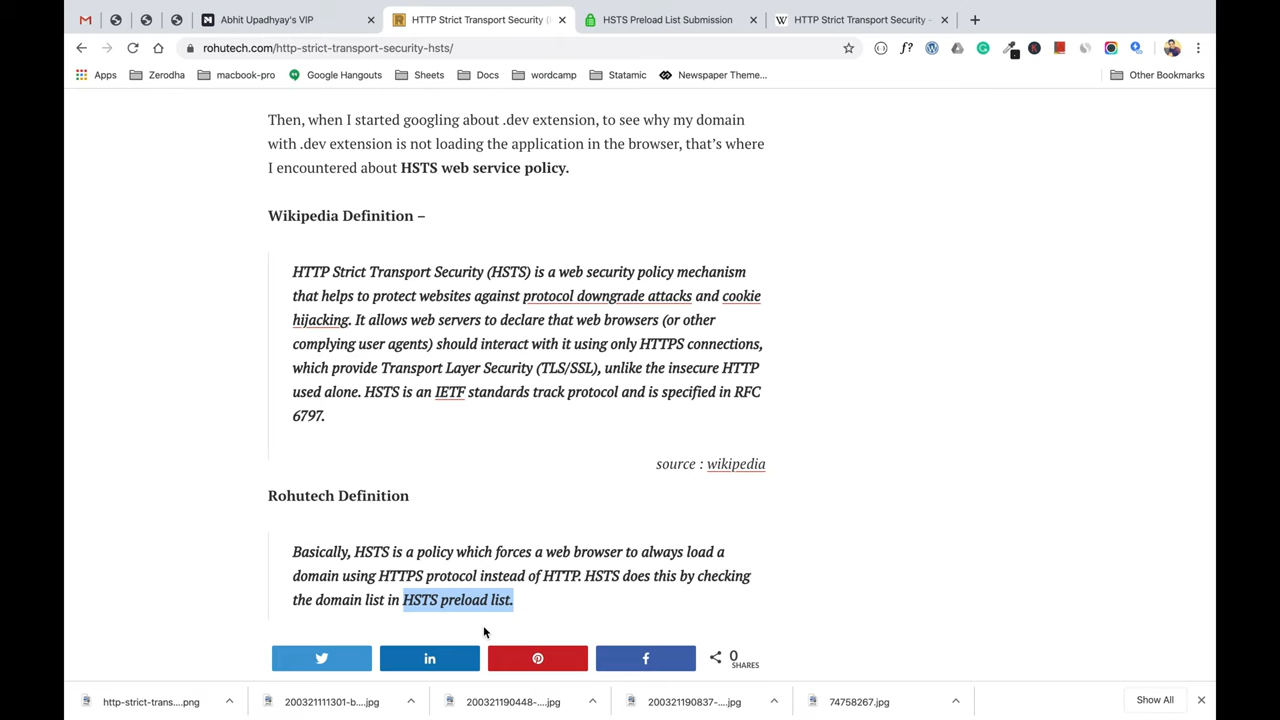 Abhit Upadhyay's VIP
HTTP Strict Transport Security (
HSTS Preload List Submission
HTTP Strict Transport Security -
rohutech.com/http-strict-transport-security-hsts/
Apps
Zerodha
macbook-pro
Google Hangouts
Sheets
Docs
wordcamp
Statamic
Newspaper Theme...
Other Bookmarks
Then, when I started googling about .dev extension, to see why my domain
with .dev extension is not loading the application in the browser, that's where
I encountered about HSTS web service policy.
Wikipedia Definition –
HTTP Strict Transport Security (HSTS) is a web security policy mechanism
that helps to protect websites against protocol downgrade attacks and cookie
hijacking. It allows web servers to declare that web browsers (or other
complying user agents) should interact with it using only HTTPS connections,
which provide Transport Layer Security (TLS/SSL), unlike the insecure HTTP
used alone. HSTS is an IETF standards track protocol and is specified in RFC
6797.
source : wikipedia
Rohutech Definition
Basically, HSTS is a policy which forces a web browser to always load a
domain using HTTPS protocol instead of HTTP. HSTS does this by checking
the domain list in HSTS preload list.
0
SHARES
http-strict-trans....png
200321111301-b....jpg
200321190448-....jpg
200321190837-....jpg
74758267.jpg
Show All